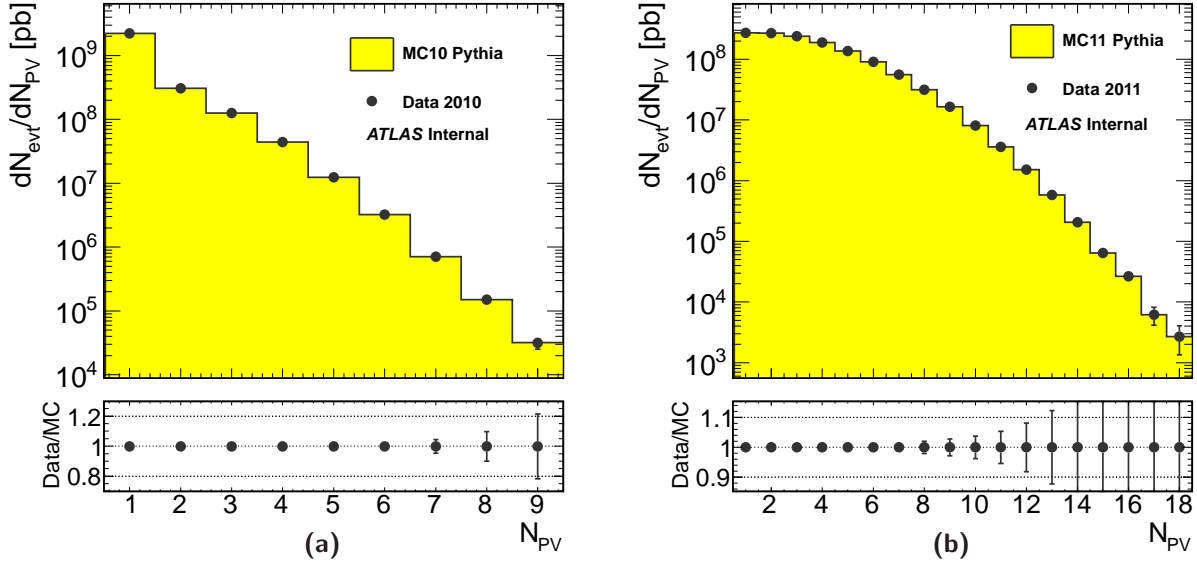 dN_evt/dN_PV [pb]
10^9
10^8
10^7
10^6
10^5
10^4
MC10 Pythia
Data 2010
ATLAS Internal
Data/MC
1.2
1
0.8
1 2 3 4 5 6 7 8 9
N_PV
(a)
dN_evt/dN_PV [pb]
10^8
10^7
10^6
10^5
10^4
10^3
MC11 Pythia
Data 2011
ATLAS Internal
Data/MC
1.1
1
0.9
2 4 6 8 10 12 14 16 18
N_PV
(b)